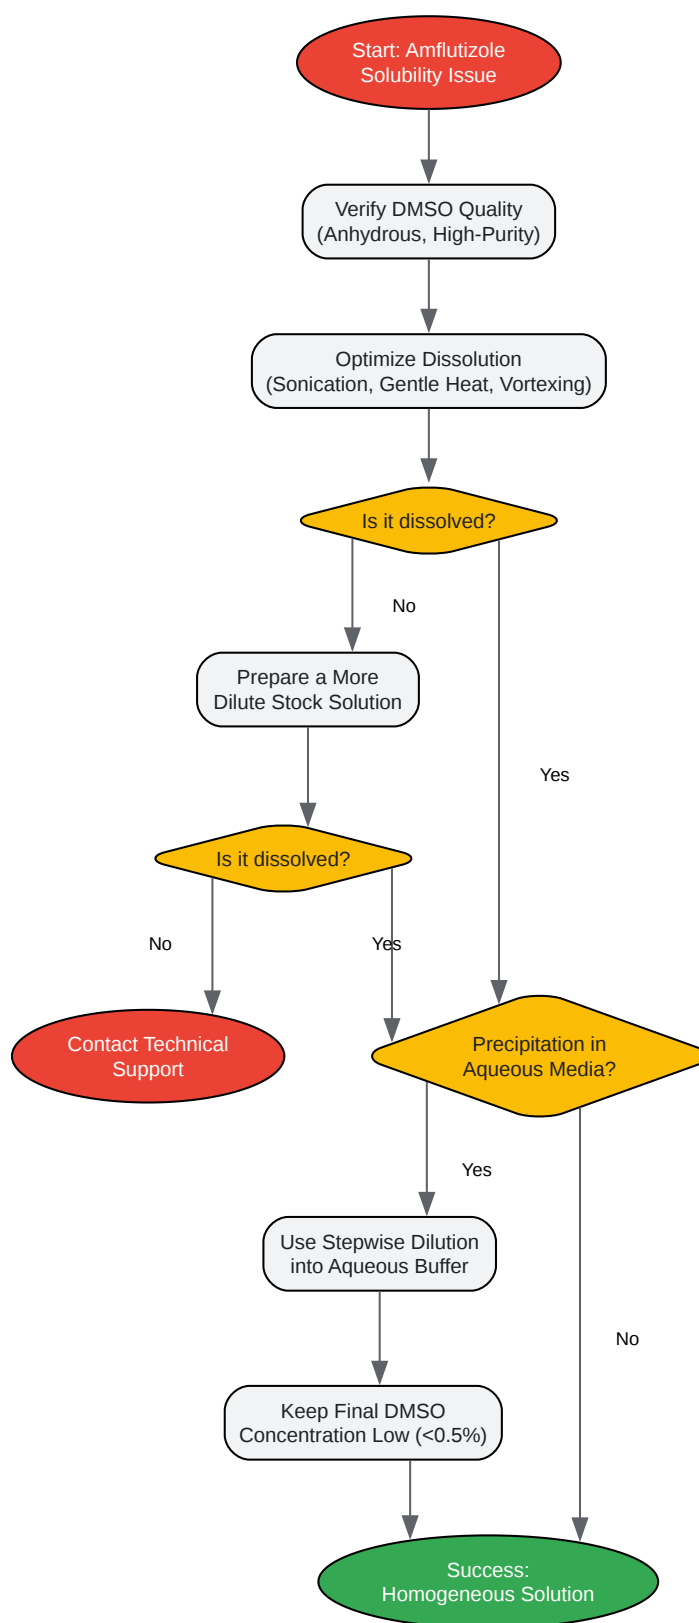 Start: Amflutizole
Solubility Issue
Verify DMSO Quality
(Anhydrous, High-Purity)
Optimize Dissolution
(Sonication, Gentle Heat, Vortexing)
Is it dissolved?
No
Prepare a More
Dilute Stock Solution
Yes
Is it dissolved?
No
Yes
Contact Technical
Support
Precipitation in
Aqueous Media?
Yes
Use Stepwise Dilution
into Aqueous Buffer
No
Keep Final DMSO
Concentration Low (<0.5%)
Success:
Homogeneous Solution